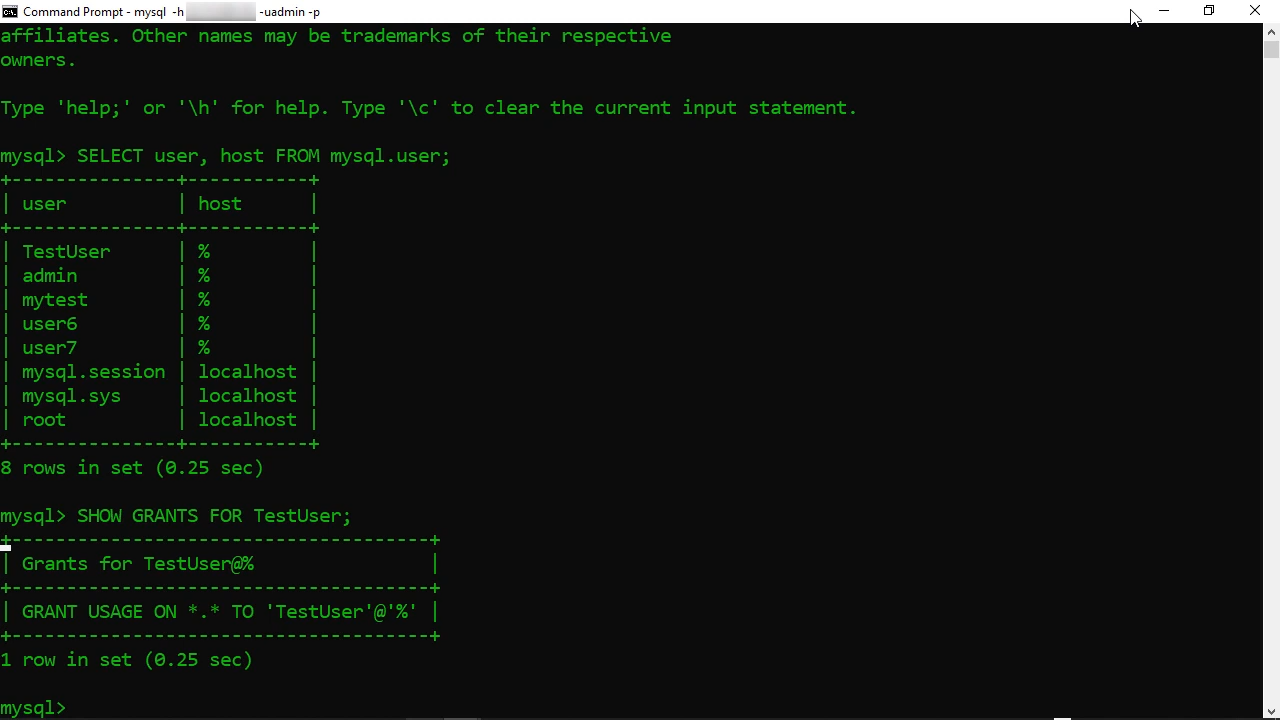 Command Prompt - mysql -h -uadmin -p
affiliates. Other names may be trademarks of their respective
owners.
Type 'help;' or '\h' for help. Type '\c' to clear the current input statement.
mysql> SELECT user, host FROM mysql.user;
+---------------+-----------+
| user          | host      |
+---------------+-----------+
| TestUser      | %         |
| admin         | %         |
| mytest        | %         |
| user6         | %         |
| user7         | %         |
| mysql.session | localhost |
| mysql.sys     | localhost |
| root          | localhost |
+---------------+-----------+
8 rows in set (0.25 sec)
mysql> SHOW GRANTS FOR TestUser;
+--------------------------------------+
| Grants for TestUser@%                |
+--------------------------------------+
| GRANT USAGE ON *.* TO 'TestUser'@'%' |
+--------------------------------------+
1 row in set (0.25 sec)
mysql>